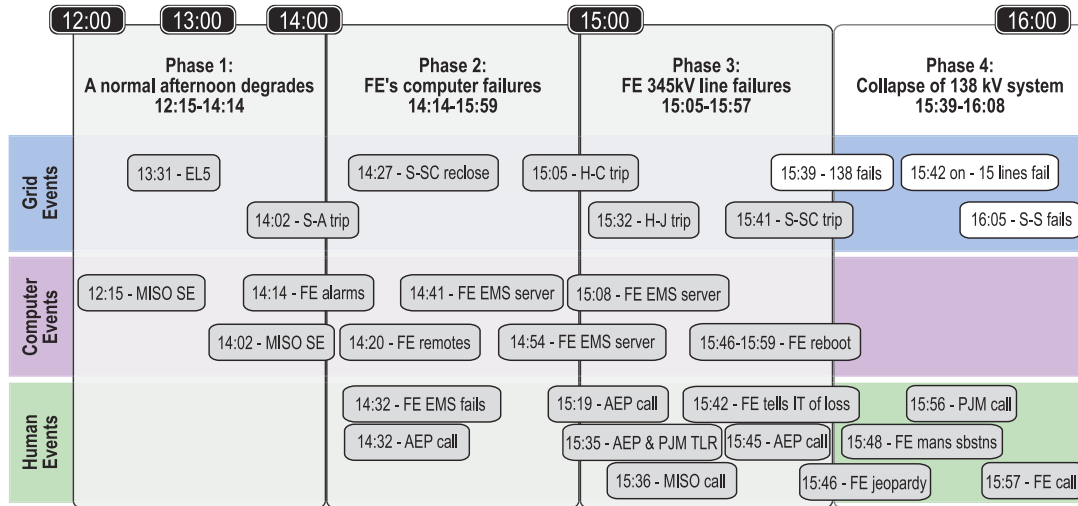 12:00
13:00
14:00
15:00
16:00
Phase 1:
A normal afternoon degrades
12:15-14:14
Phase 2:
FE's computer failures
14:14-15:59
Phase 3:
FE 345kV line failures
15:05-15:57
Phase 4:
Collapse of 138 kV system
15:39-16:08
Grid
Events
13:31 - EL5
14:27 - S-SC reclose
15:05 - H-C trip
15:39 - 138 fails
15:42 on - 15 lines fail
14:02 - S-A trip
15:32 - H-J trip
15:41 - S-SC trip
16:05 - S-S fails
Computer
Events
12:15 - MISO SE
14:14 - FE alarms
14:41 - FE EMS server
15:08 - FE EMS server
14:02 - MISO SE
14:20 - FE remotes
14:54 - FE EMS server
15:46-15:59 - FE reboot
Human
Events
14:32 - FE EMS fails
15:19 - AEP call
15:42 - FE tells IT of loss
15:56 - PJM call
14:32 - AEP call
15:35 - AEP & PJM TLR
15:45 - AEP call
15:48 - FE mans sbstns
15:36 - MISO call
15:46 - FE jeopardy
15:57 - FE call